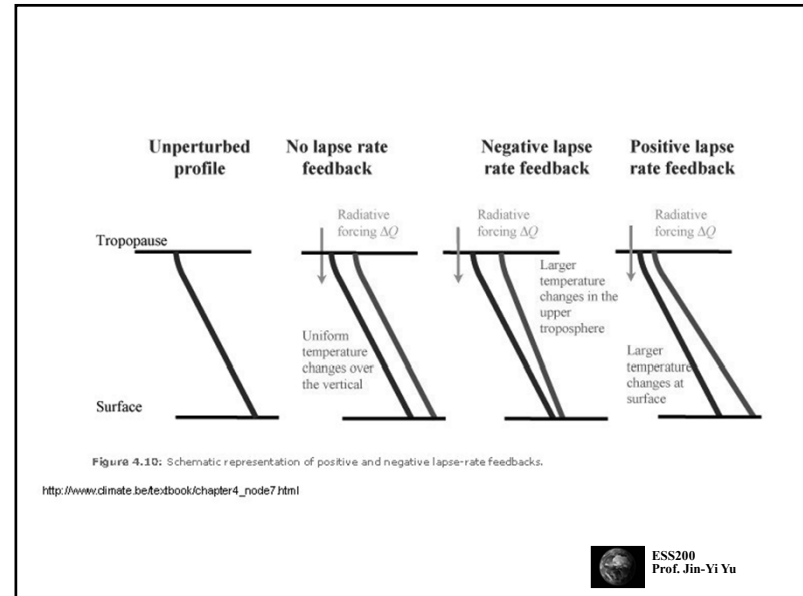 Unperturbed
profile
No lapse rate
feedback
Negative lapse
rate feedback
Positive lapse
rate feedback
Tropopause
Surface
Radiative
forcing ΔQ
Uniform
temperature
changes over
the vertical
Radiative
forcing ΔQ
Larger
temperature
changes in the
upper
troposphere
Radiative
forcing ΔQ
Larger
temperature
changes at
surface
Figure 4.10: Schematic representation of positive and negative lapse-rate feedbacks.
http://www.climate.be/textbook/chapter4_node7.html
ESS200
Prof. Jin-Yi Yu